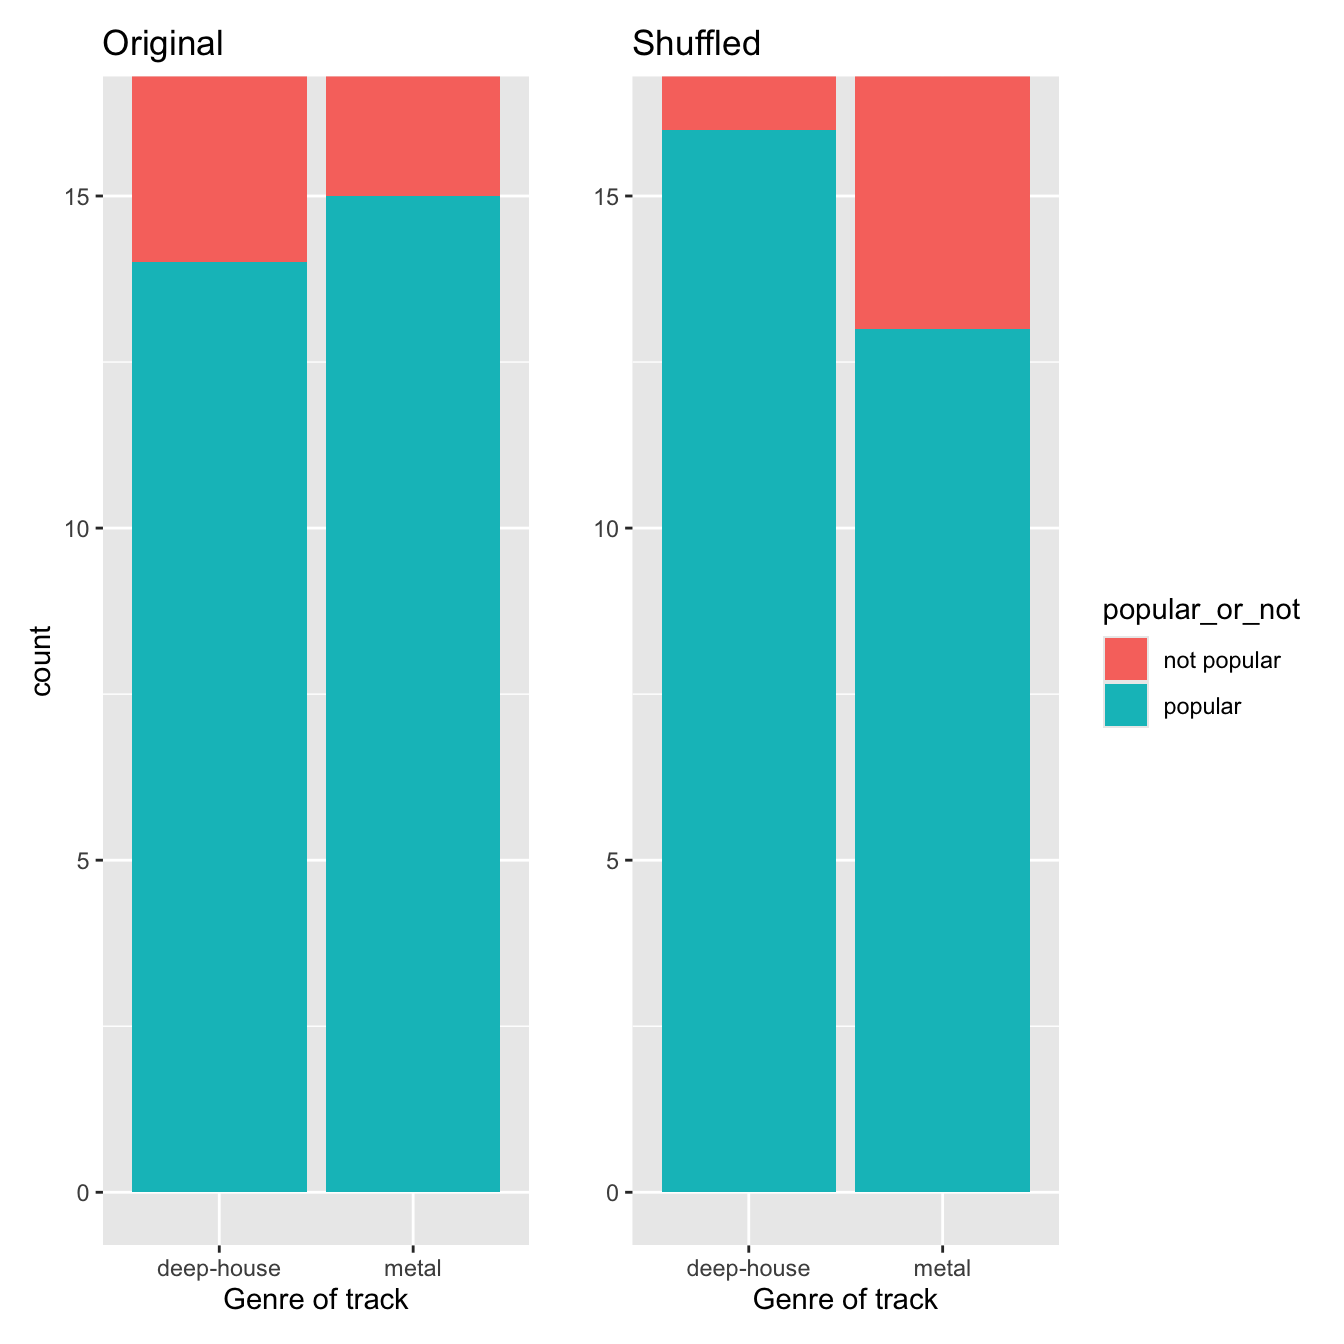 Original
Shuffled
count
15
10
5
0
15
10
5
0
deep-house
metal
deep-house
metal
Genre of track
Genre of track
popular_or_not
not popular
popular